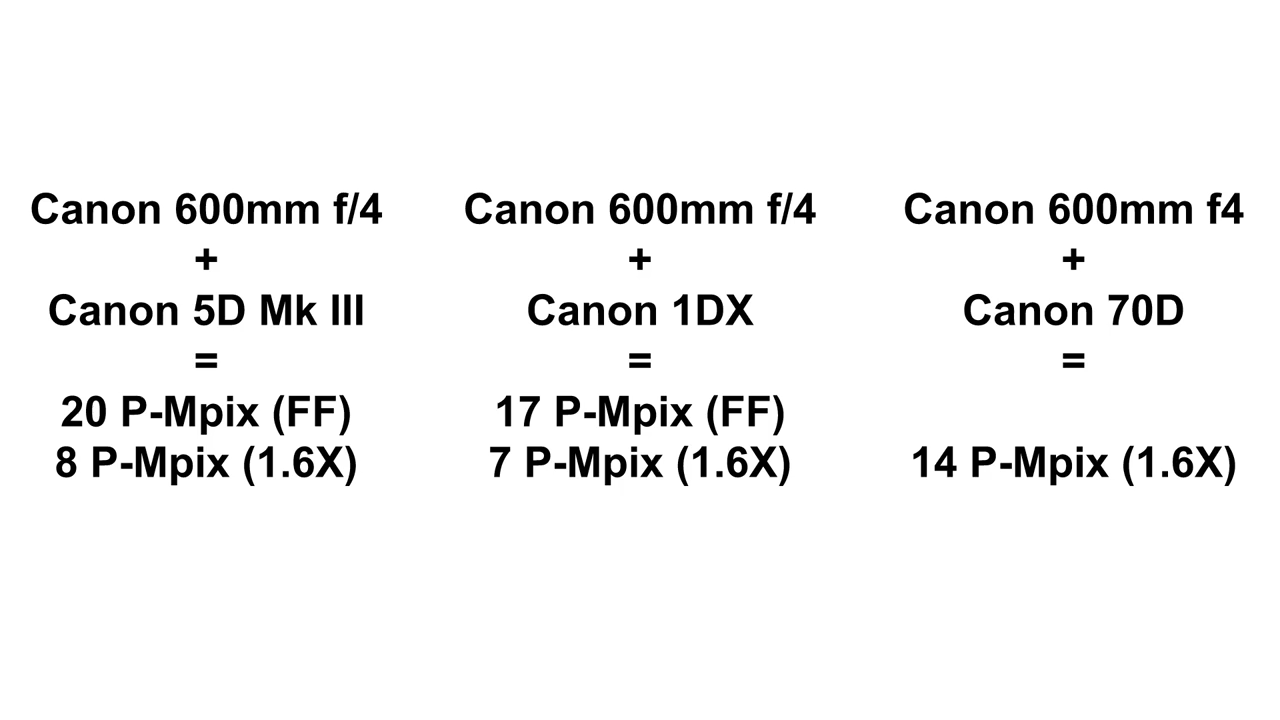 Canon 600mm f/4
+
Canon 5D Mk III
=
20 P-Mpix (FF)
8 P-Mpix (1.6X)
Canon 600mm f/4
+
Canon 1DX
=
17 P-Mpix (FF)
7 P-Mpix (1.6X)
Canon 600mm f4
+
Canon 70D
=
14 P-Mpix (1.6X)